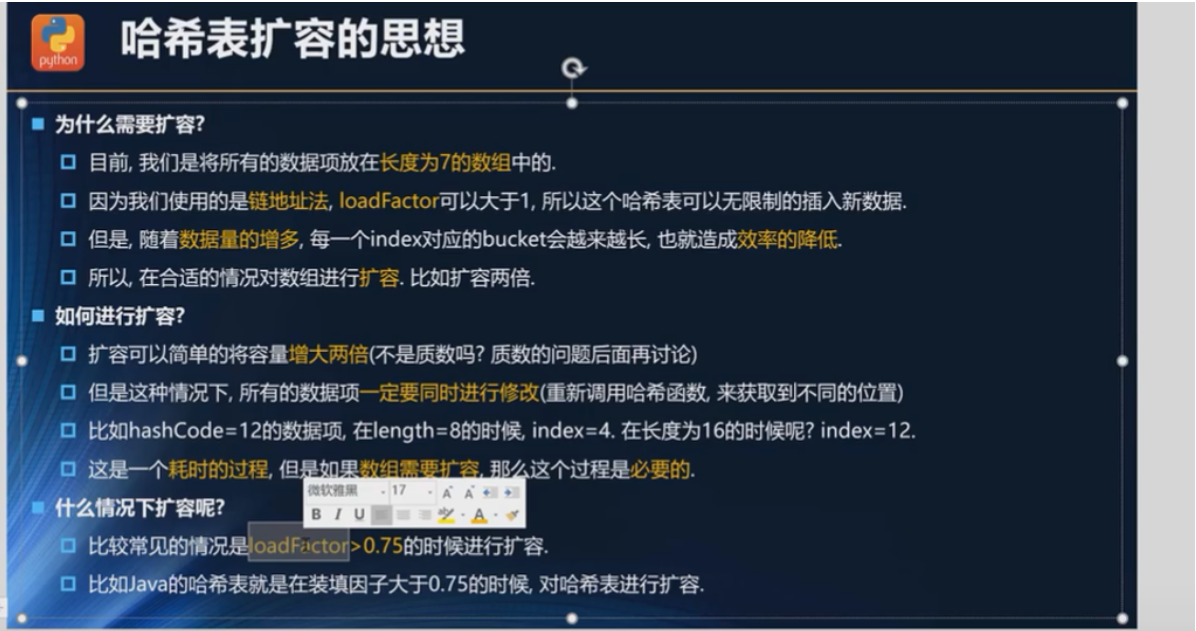 python
哈希表扩容的思想
为什么需要扩容?
目前, 我们是将所有的数据项放在长度为7的数组中的.
因为我们使用的是链地址法, loadFactor可以大于1, 所以这个哈希表可以无限制的插入新数据.
但是, 随着数据量的增多, 每一个index对应的bucket会越来越长, 也就造成效率的降低.
所以, 在合适的情况对数组进行扩容. 比如扩容两倍.
如何进行扩容?
扩容可以简单的将容量增大两倍(不是质数吗? 质数的问题后面再讨论)
但是这种情况下, 所有的数据项一定要同时进行修改(重新调用哈希函数, 来获取到不同的位置)
比如hashCode=12的数据项, 在length=8的时候, index=4. 在长度为16的时候呢? index=12.
这是一个耗时的过程, 但是如果数组需要扩容, 那么这个过程是必要的.
微软雅黑 17 A A
B I U ab A
什么情况下扩容呢?
比较常见的情况是loadFactor>0.75的时候进行扩容.
比如Java的哈希表就是在装填因子大于0.75的时候, 对哈希表进行扩容.